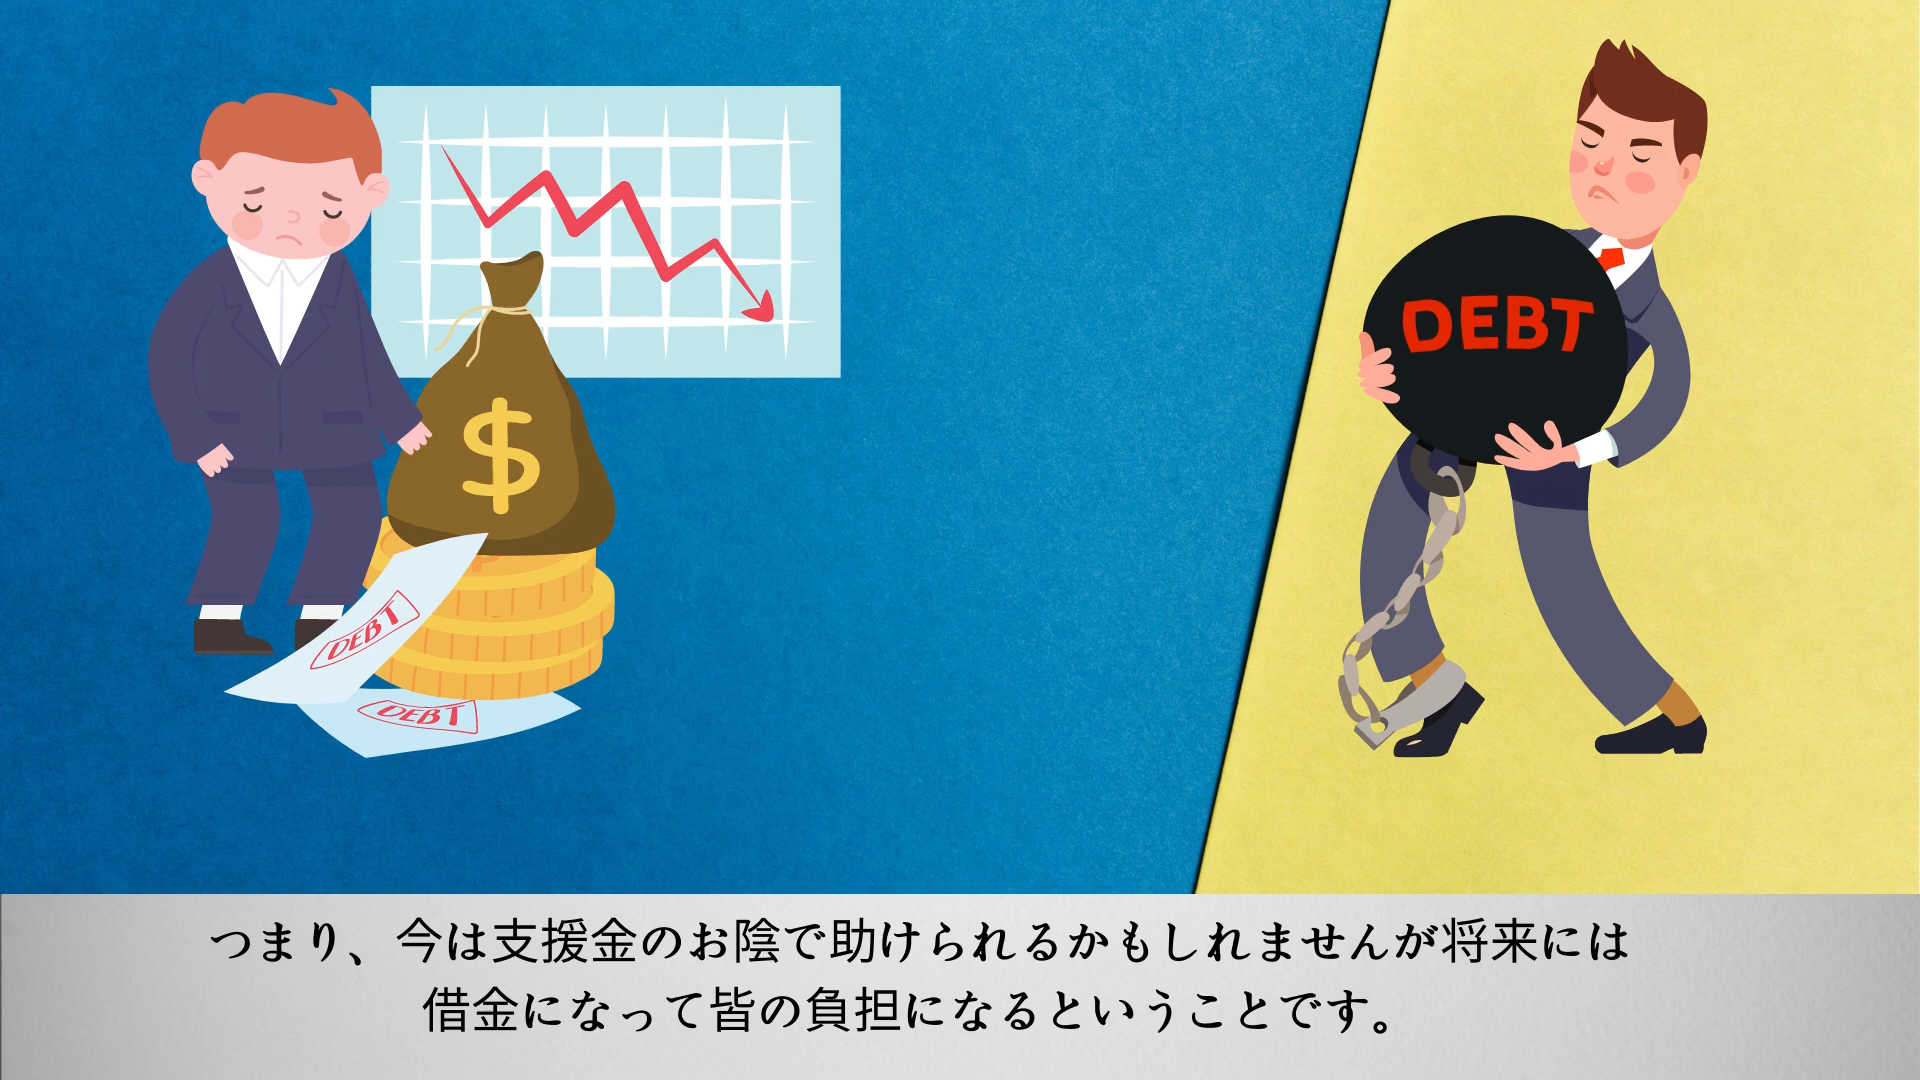 DEBT
$
DEBT
DEBT
つまり、今は支援金のお陰で助けられるかもしれませんが将来には
借金になって皆の負担になるということです。